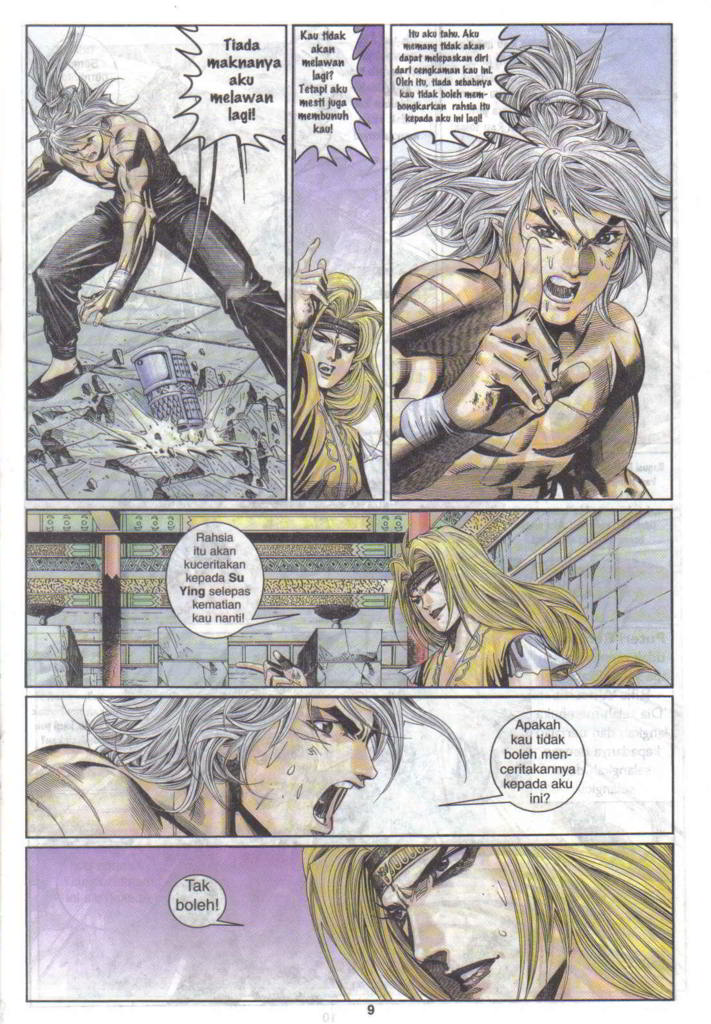 Tiada
maknanya
aku
melawan
lagi!
Kau tidak
akan
melawan
lagi?
Tetapi aku
mesti juga
membunuh
kau!
Itu aku tahu. Aku
memang tidak akan
dapat melepaskan diri
dari cengkaman kau ini.
Oleh itu, tiada sebabnya
kau tidak boleh mem-
bongkarkan rahsia itu
kepada aku ini lagi!
Rahsia
itu akan
kuceritakan
kepada Su
Ying selepas
kematian
kau nanti!
Apakah
kau tidak
boleh men-
ceritakannya
kepada aku
ini?
Tak
boleh!
9